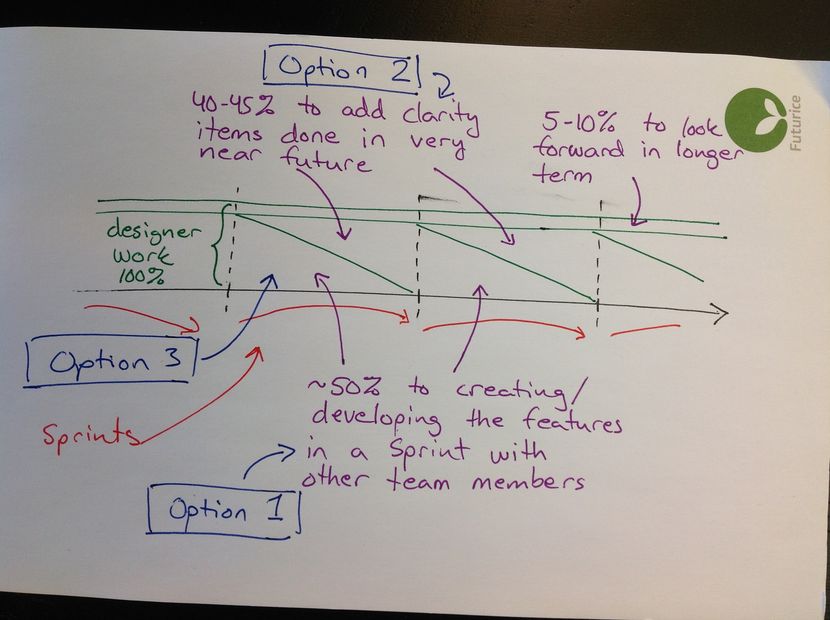 Option 2
40-45% to add clarity
items done in very
near future
5-10% to look
forward in longer
term
Futurice
designer
work
100%
Option 3
Sprints
~50% to creating/
developing the features
in a Sprint with
other team members
Option 1